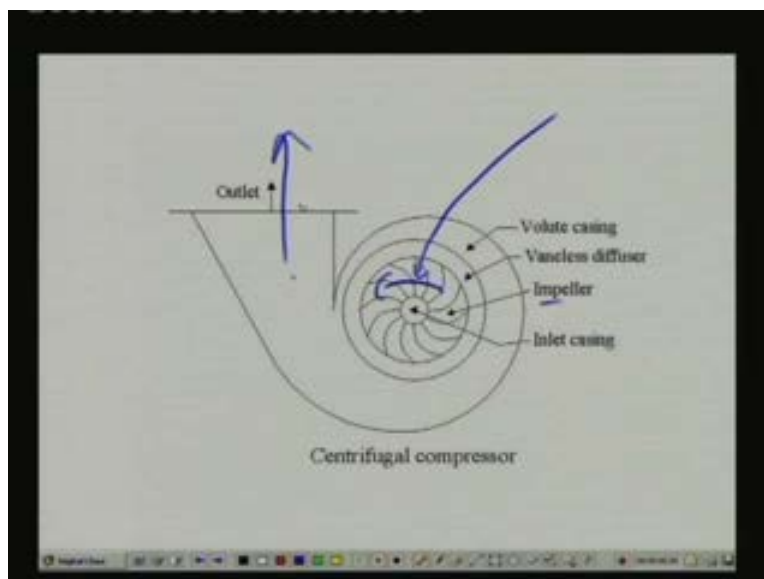 Outlet
Volute casing
Vaneless diffuser
Impeller
Inlet casing
Centrifugal compressor